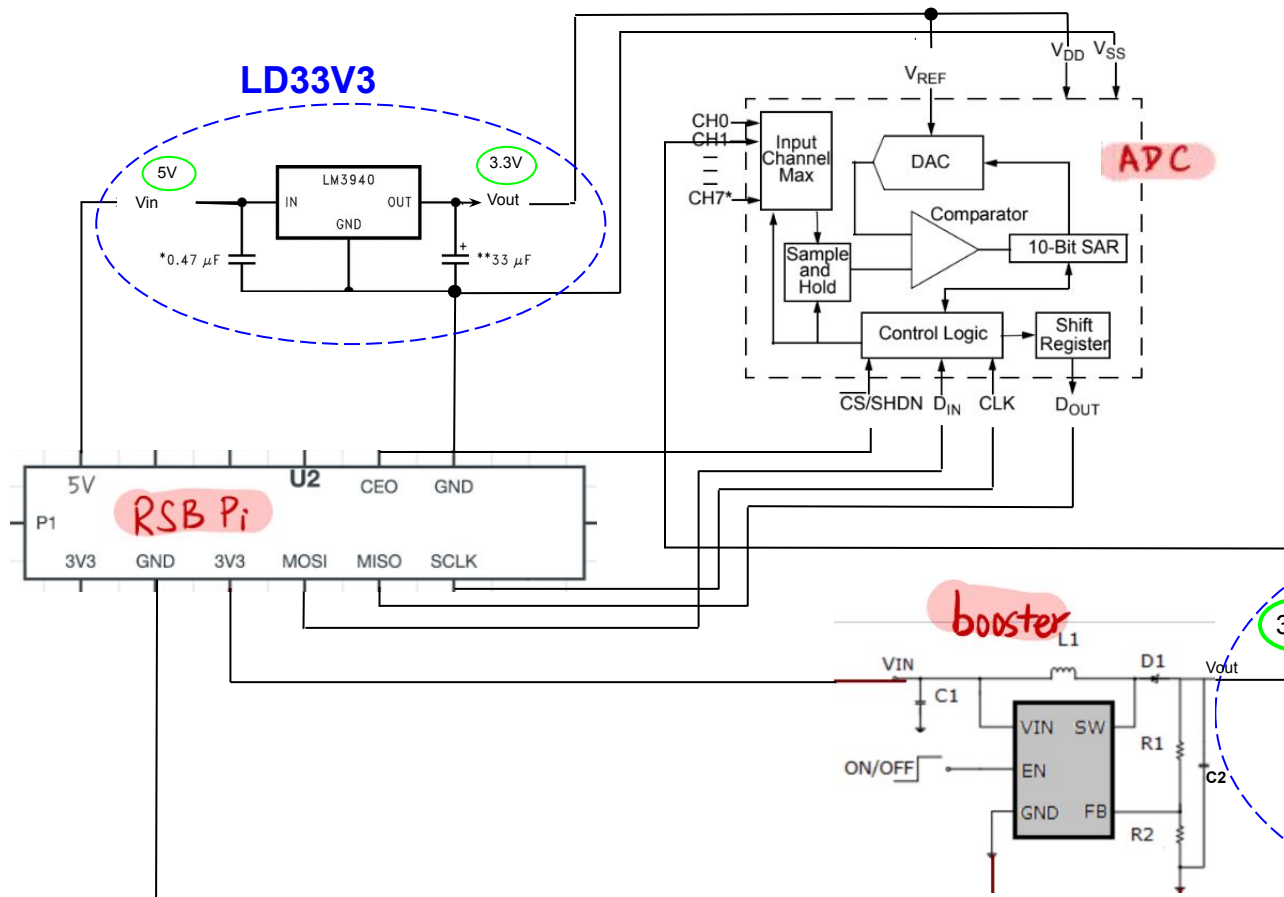 LD33V3
5V
3.3V
Vin
LM3940
IN
OUT
GND
Vout
*0.47 µF
+
**33 µF
VDD
VSS
VREF
CH0
CH1
CH7*
Input
Channel
Max
DAC
ADC
Comparator
10-Bit SAR
Sample
and
Hold
Control Logic
Shift
Register
CS/SHDN
DIN
CLK
DOUT
U2
5V
CEO
GND
P1
RSB Pi
3V3
GND
3V3
MOSI
MISO
SCLK
booster
3
L1
VIN
D1
Vout
C1
VIN
SW
R1
ON/OFF
EN
C2
GND
FB
R2